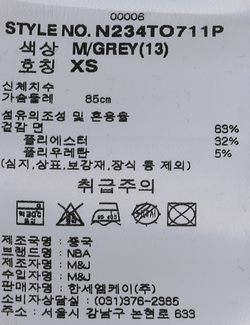 00006
STYLE NO. N234TO711P
색상 M/GREY(13)
호칭 XS
신체치수
가슴둘레 85cm
섬유의조성 및 혼용율
겉감 면 63%
폴리에스터 32%
폴리우레탄 5%
(심지,상표,보강재,장식 등 제외)
취급주의
제조국명 : 중국
브랜드명 : NBA
제조자명 : M&J
수입자명 : M&J
판매자명 : 한세엠케이(주)
소비자상담실 : (031)376-2385
주소 : 서울시 강남구 논현로 633